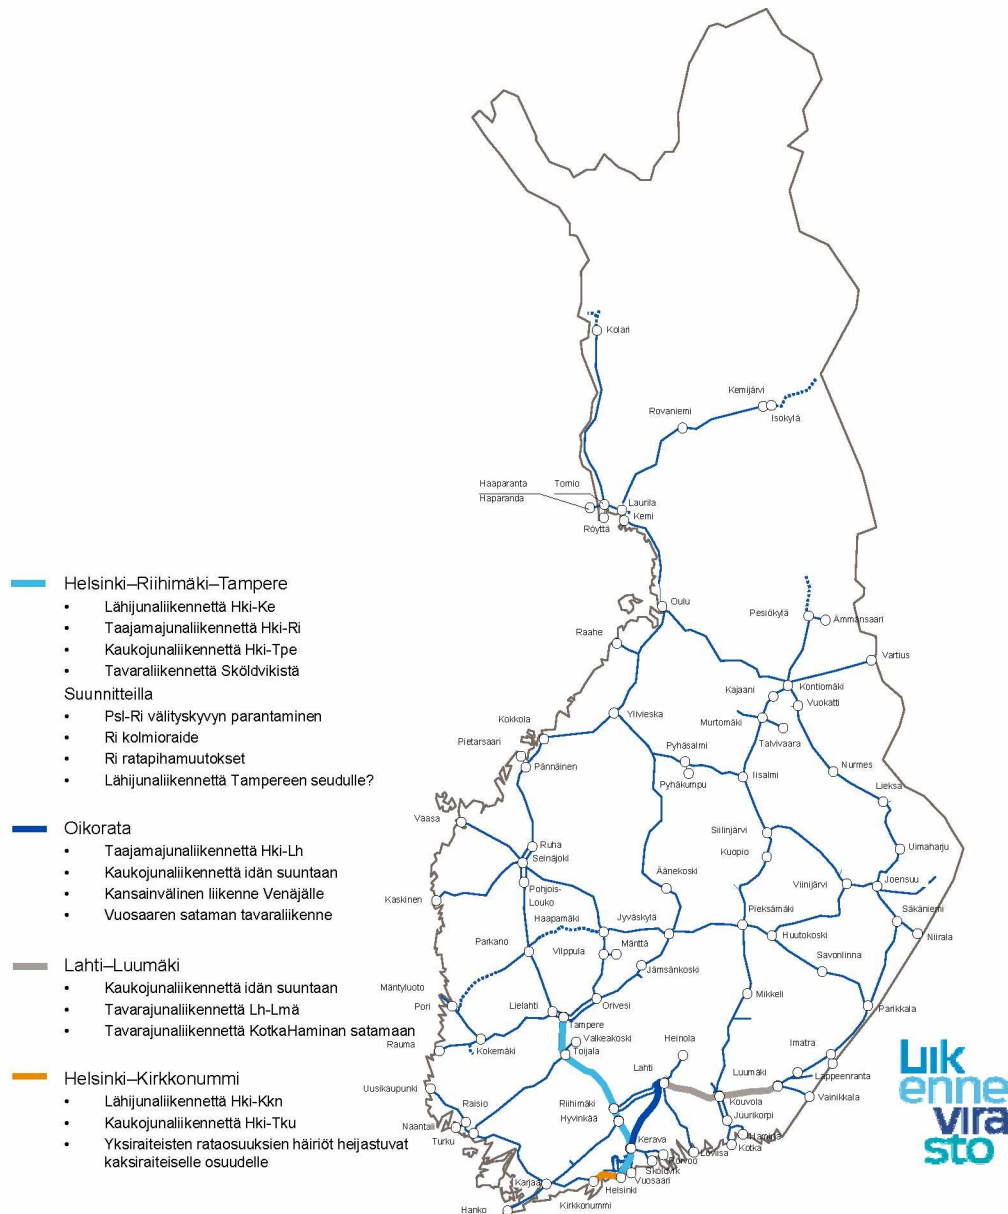 Helsinki–Riihimäki–Tampere
• Lähijunaliikennettä Hki-Ke
• Taajamajunaliikennettä Hki-Ri
• Kaukojunaliikennettä Hki-Tpe
• Tavaraliikennettä Sköldvikistä
Suunnitteilla
• Psl-Ri välityskyvyn parantaminen
• Ri kolmioraide
• Ri ratapihamuutokset
• Lähijunaliikennettä Tampereen seudulle?
Oikorata
• Taajamajunaliikennettä Hki-Lh
• Kaukojunaliikennettä idän suuntaan
• Kansainvälinen liikenne Venäjälle
• Vuosaaren sataman tavaraliikenne
Lahti–Luumäki
• Kaukojunaliikennettä idän suuntaan
• Tavarajunaliikennettä Lh-Lmä
• Tavarajunaliikennettä KotkaHaminan satamaan
Helsinki–Kirkkonummi
• Lähijunaliikennettä Hki-Kkn
• Kaukojunaliikennettä Hki-Tku
• Yksiraiteisten rataosuuksien häiriöt heijastuvat
kaksiraiteiselle osuudelle
Kolari
Kemijärvi
Isokylä
Rovaniemi
Haaparanta
Haparanda
Tornio
Laurila
Kemi
Röyttä
Oulu
Pesiökylä
Ämmänsaari
Raahe
Vartius
Kontiomäki
Kajaani
Vuokatti
Ylivieska
Murtomäki
Talvivaara
Kokkola
Pietarsaari
Pännäinen
Pyhäsalmi
Pyhäkumpu
Iisalmi
Nurmes
Lieksa
Vaasa
Siilinjärvi
Ruha
Seinäjoki
Kuopio
Uimaharju
Äänekoski
Viinijärvi
Joensuu
Pohjois-
Louko
Kaskinen
Haapamäki
Jyväskylä
Pieksämäki
Säkäniemi
Niirala
Huutokoski
Parkano
Vilppula
Mänttä
Savonlinna
Jämsänkoski
Mäntyluoto
Pori
Lielahti
Orivesi
Mikkeli
Parikkala
Tampere
Valkeakoski
Toijala
Heinola
Imatra
Rauma
Kokemäki
Lahti
Luumäki
Lappeenranta
Uusikaupunki
Kouvola
Vainikkala
Raisio
Riihimäki
Hyvinkää
Juurikorpi
Naantali
Turku
Hamina
Kotka
Kerava
Porvoo
Loviisa
Sköldvik
Vuosaari
Karjaa
Helsinki
Kirkkonummi
Hanko
Liik
enne
vira
sto